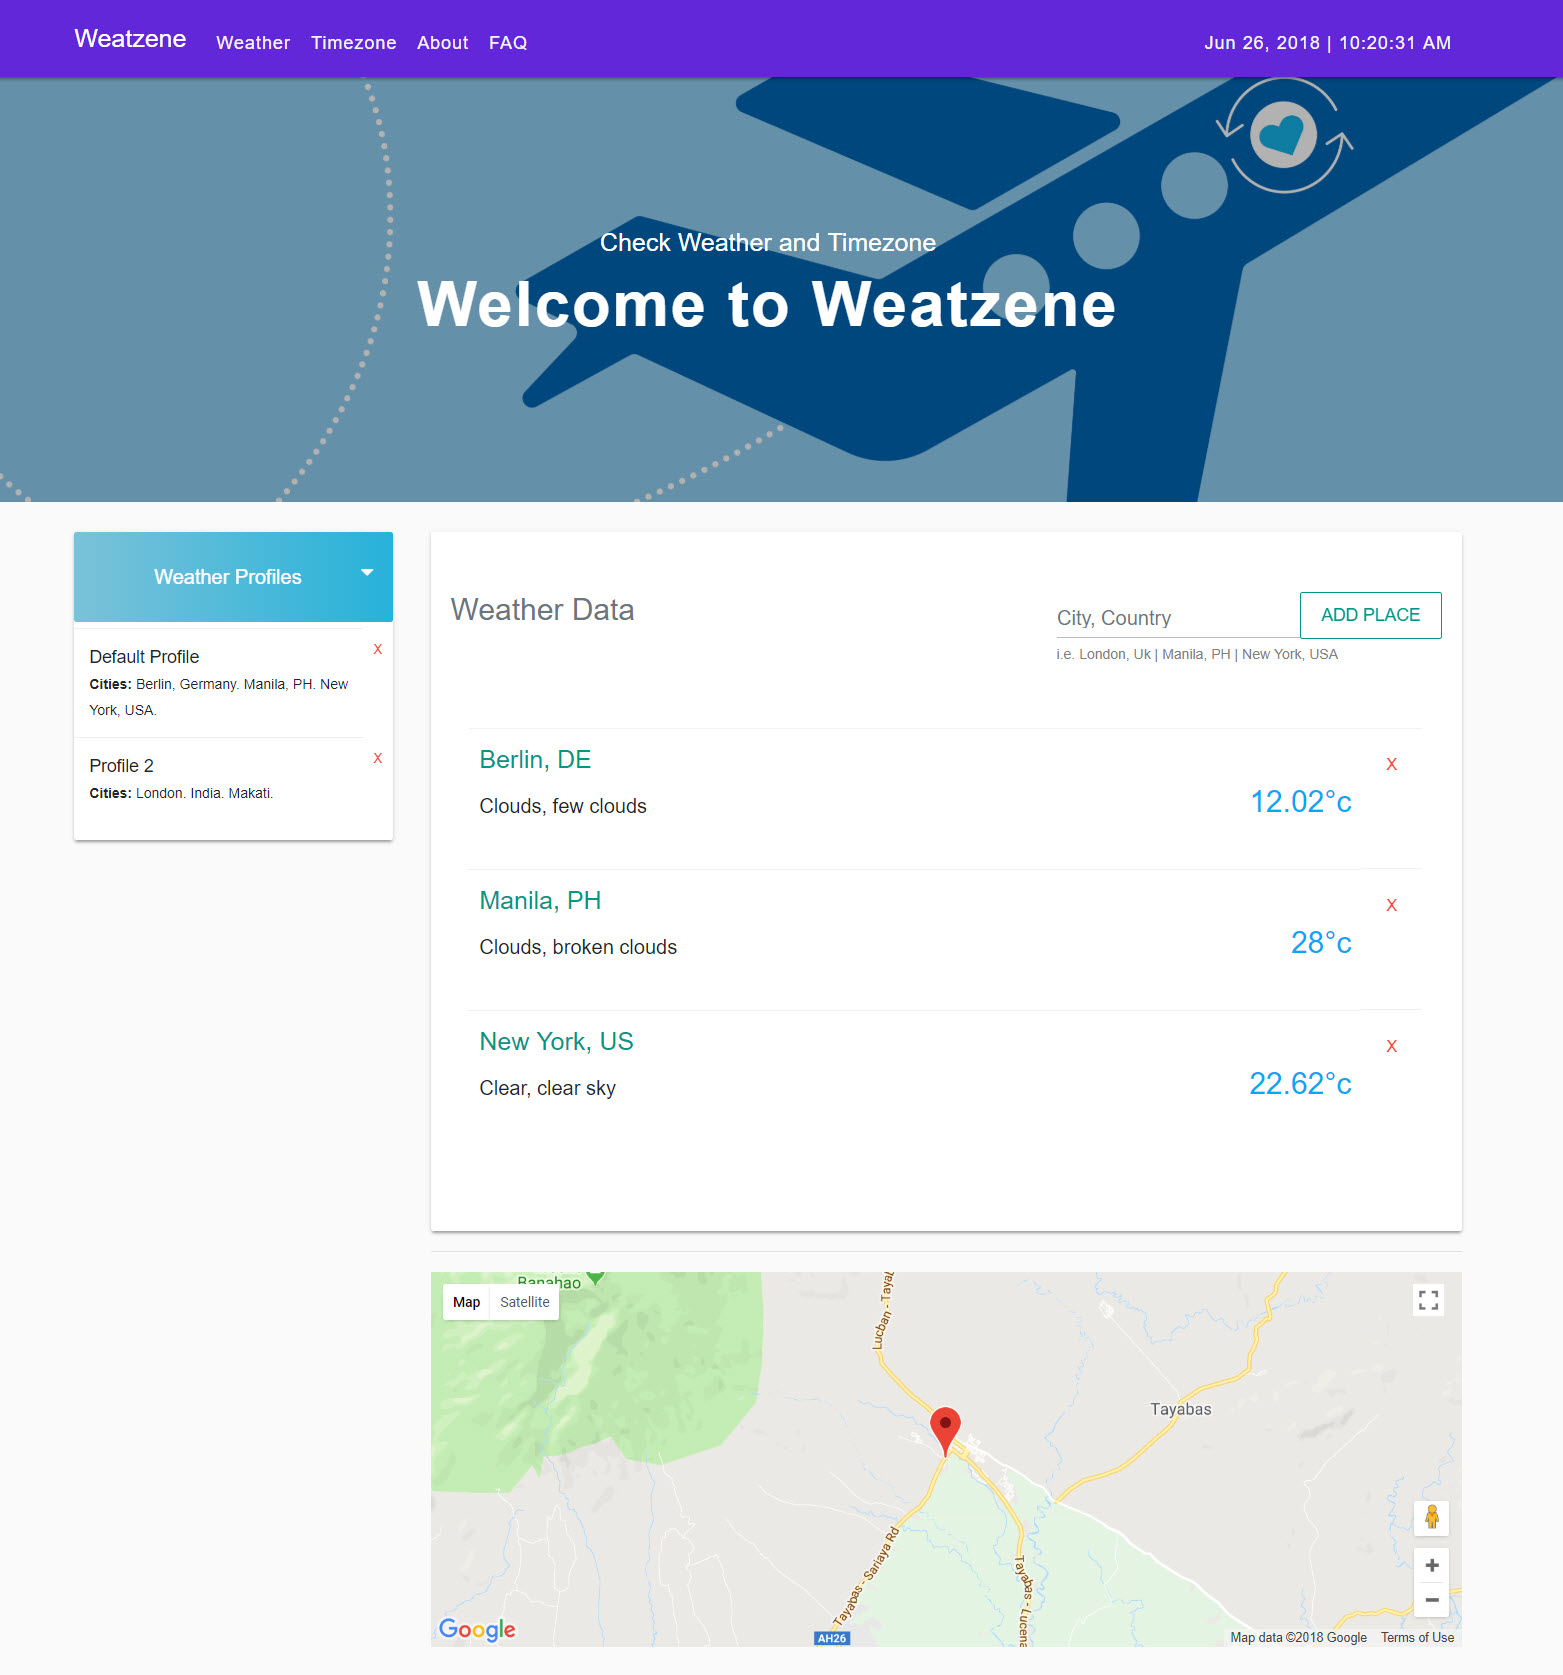 Weatzene Weather Timezone About FAQ Jun 26, 2018 | 10:20:31 AM
Check Weather and Timezone
Welcome to Weatzene
Weather Profiles
Default Profile X
Cities: Berlin, Germany. Manila, PH. New
York, USA.
Profile 2 X
Cities: London. India. Makati.
Weather Data
City, Country ADD PLACE
i.e. London, Uk | Manila, PH | New York, USA
Berlin, DE X
Clouds, few clouds 12.02°c
Manila, PH X
Clouds, broken clouds 28°c
New York, US X
Clear, clear sky 22.62°c
Banahao
Map Satellite
Lucban - Tayab
Tayabas
Tayabas - Sariaya Rd
Tayabas - Lucena
AH26
Google
Map data ©2018 Google Terms of Use